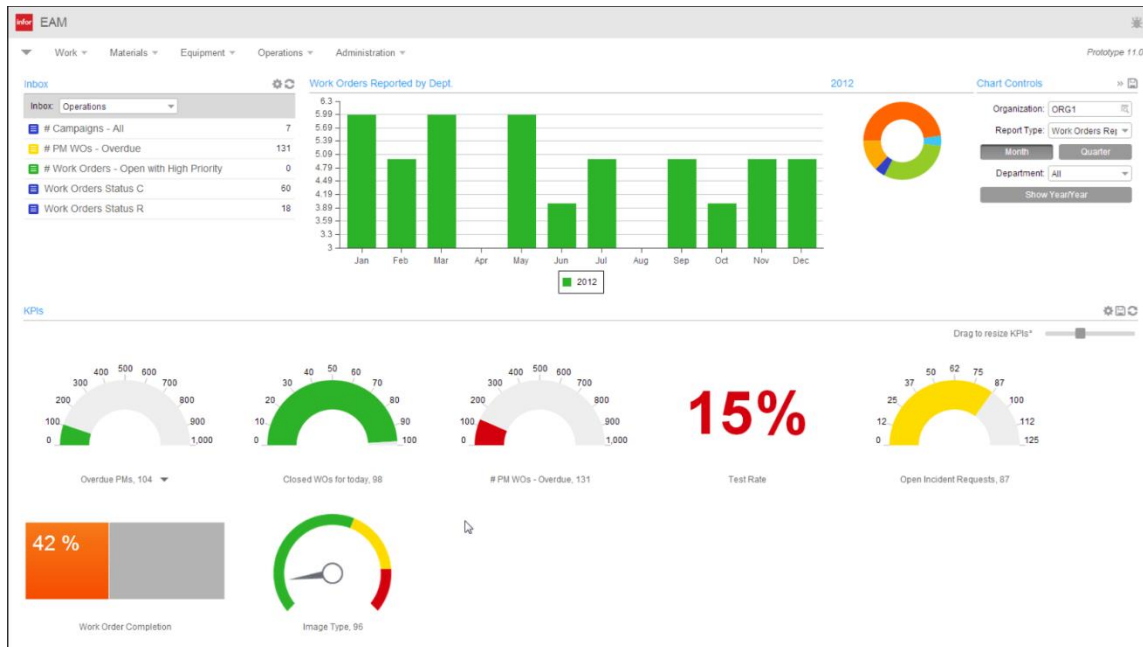 infor EAM
Work Materials Equipment Operations Administration Prototype 11.0
Inbox
Inbox: Operations
# Campaigns - All 7
# PM WOs - Overdue 131
# Work Orders - Open with High Priority 0
Work Orders Status C 60
Work Orders Status R 18
Work Orders Reported by Dept.
6.3
5.99
5.69
5.39
5.09
4.79
4.49
4.19
3.89
3.59
3.3
3
Jan Feb Mar Apr May Jun Jul Aug Sep Oct Nov Dec
2012
2012
Chart Controls
Organization: ORG1
Report Type: Work Orders Rep
Month Quarter
Department: All
Show Year/Year
KPIs
Drag to resize KPIs*
0 100 200 300 400 500 600 700 800 900 1,000
Overdue PMs, 104
0 10 20 30 40 50 60 70 80 90 100
Closed WOs for today, 98
0 100 200 300 400 500 600 700 800 900 1,000
# PM WOs - Overdue, 131
15%
Test Rate
0 12 25 37 50 62 75 87 100 112 125
Open Incident Requests, 87
42 %
Work Order Completion
Image Type, 96